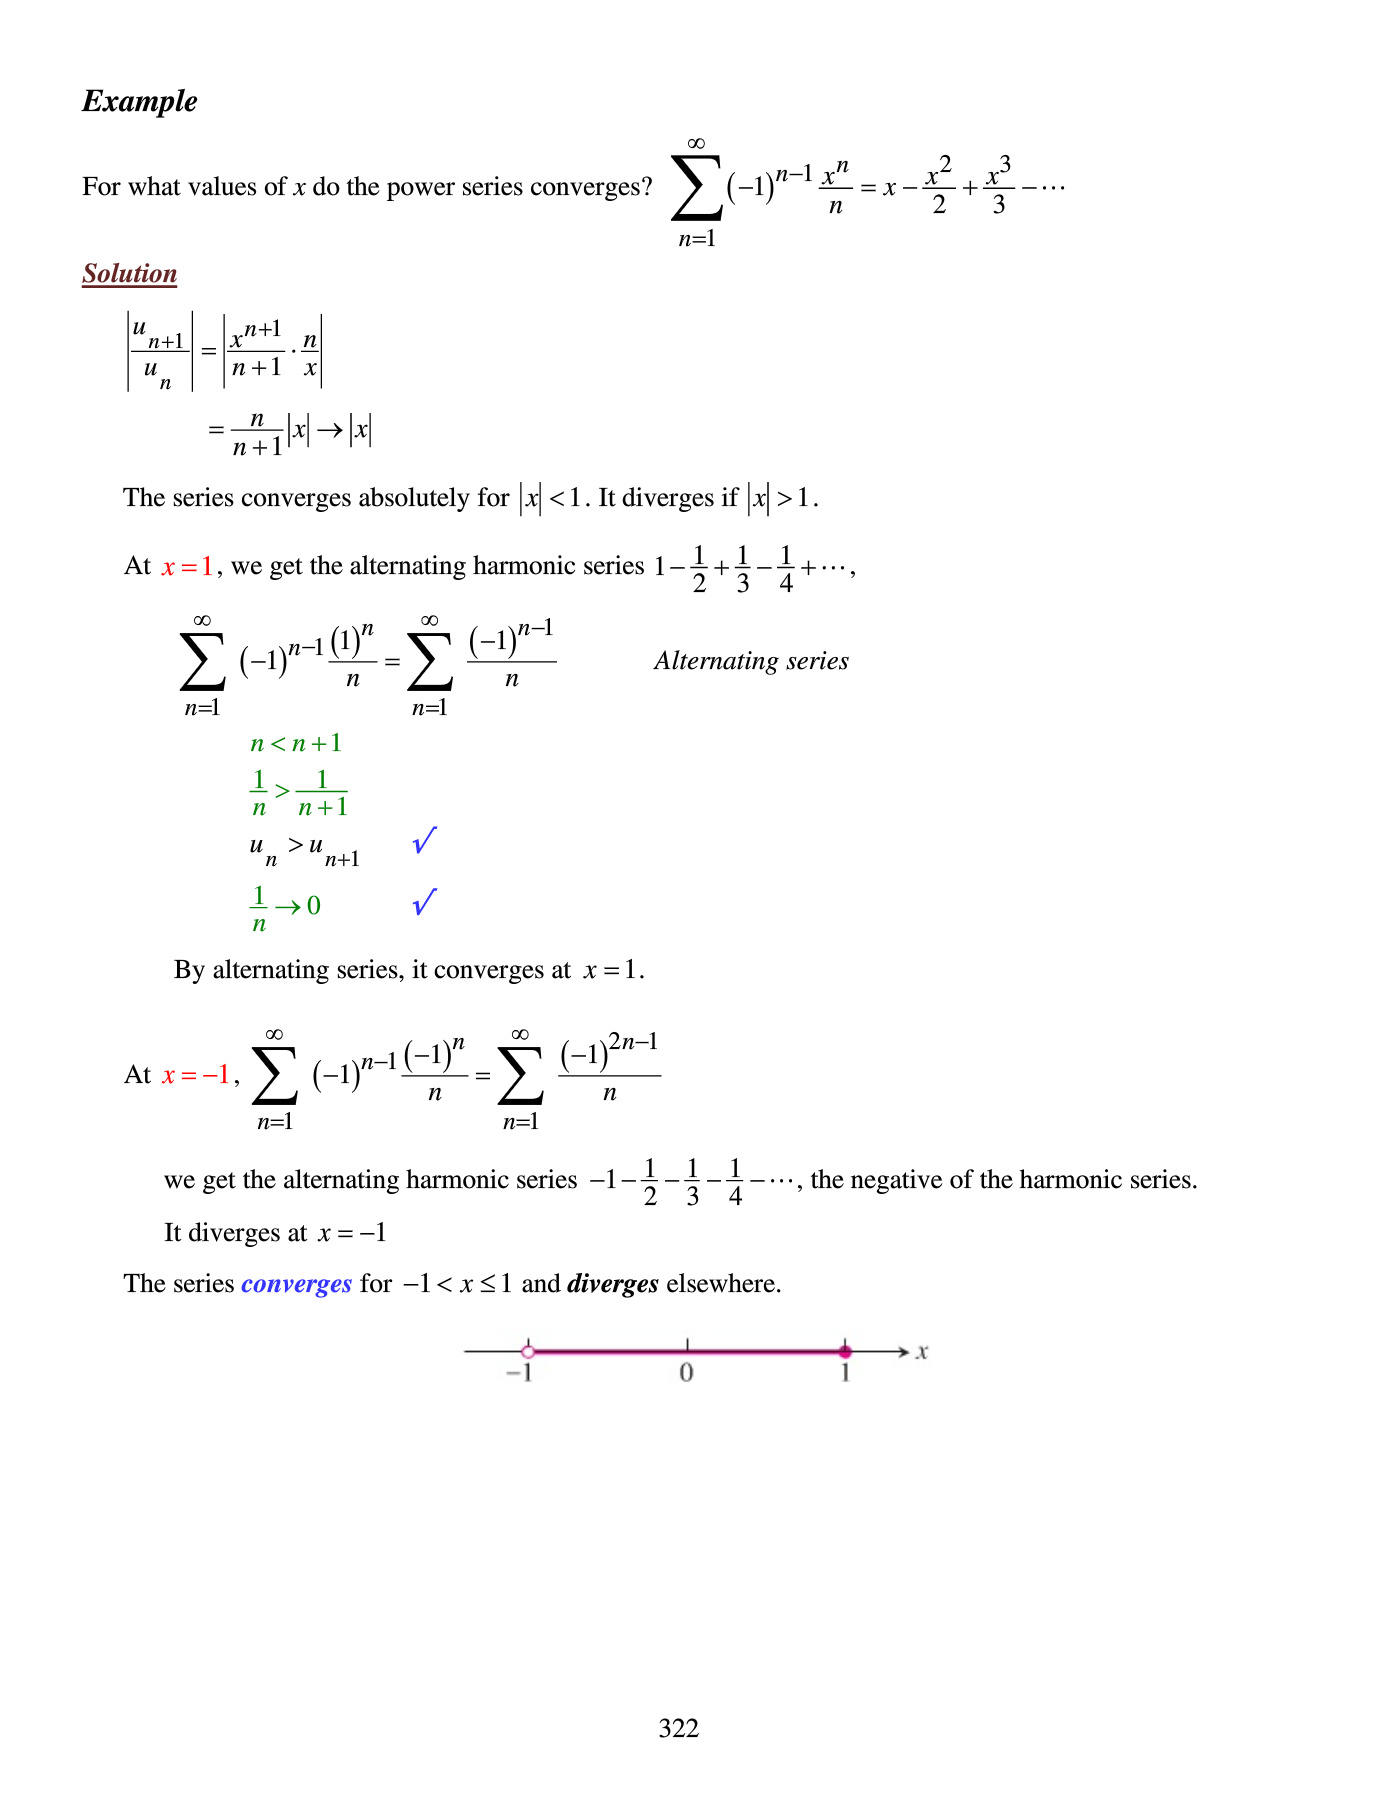 Example
For what values of x do the power series converges? $\sum_{n=1}^{\infty} (-1)^{n-1} \frac{x^n}{n} = x - \frac{x^2}{2} + \frac{x^3}{3} - \cdots$
Solution
$\left| \frac{u_{n+1}}{u_n} \right| = \left| \frac{x^{n+1}}{n+1} \cdot \frac{n}{x} \right|$
$= \frac{n}{n+1} |x| \to |x|$
The series converges absolutely for $|x| < 1$. It diverges if $|x| > 1$.
At $x = 1$, we get the alternating harmonic series $1 - \frac{1}{2} + \frac{1}{3} - \frac{1}{4} + \cdots$,
$\sum_{n=1}^{\infty} (-1)^{n-1} \frac{(1)^n}{n} = \sum_{n=1}^{\infty} \frac{(-1)^{n-1}}{n}$ Alternating series
$n < n+1$
$\frac{1}{n} > \frac{1}{n+1}$
$u_n > u_{n+1}$ √
$\frac{1}{n} \to 0$ √
By alternating series, it converges at $x = 1$.
At $x = -1$, $\sum_{n=1}^{\infty} (-1)^{n-1} \frac{(-1)^n}{n} = \sum_{n=1}^{\infty} \frac{(-1)^{2n-1}}{n}$
we get the alternating harmonic series $-1 - \frac{1}{2} - \frac{1}{3} - \frac{1}{4} - \cdots$, the negative of the harmonic series.
It diverges at $x = -1$
The series converges for $-1 < x \leq 1$ and diverges elsewhere.
x
−1 0 1
322